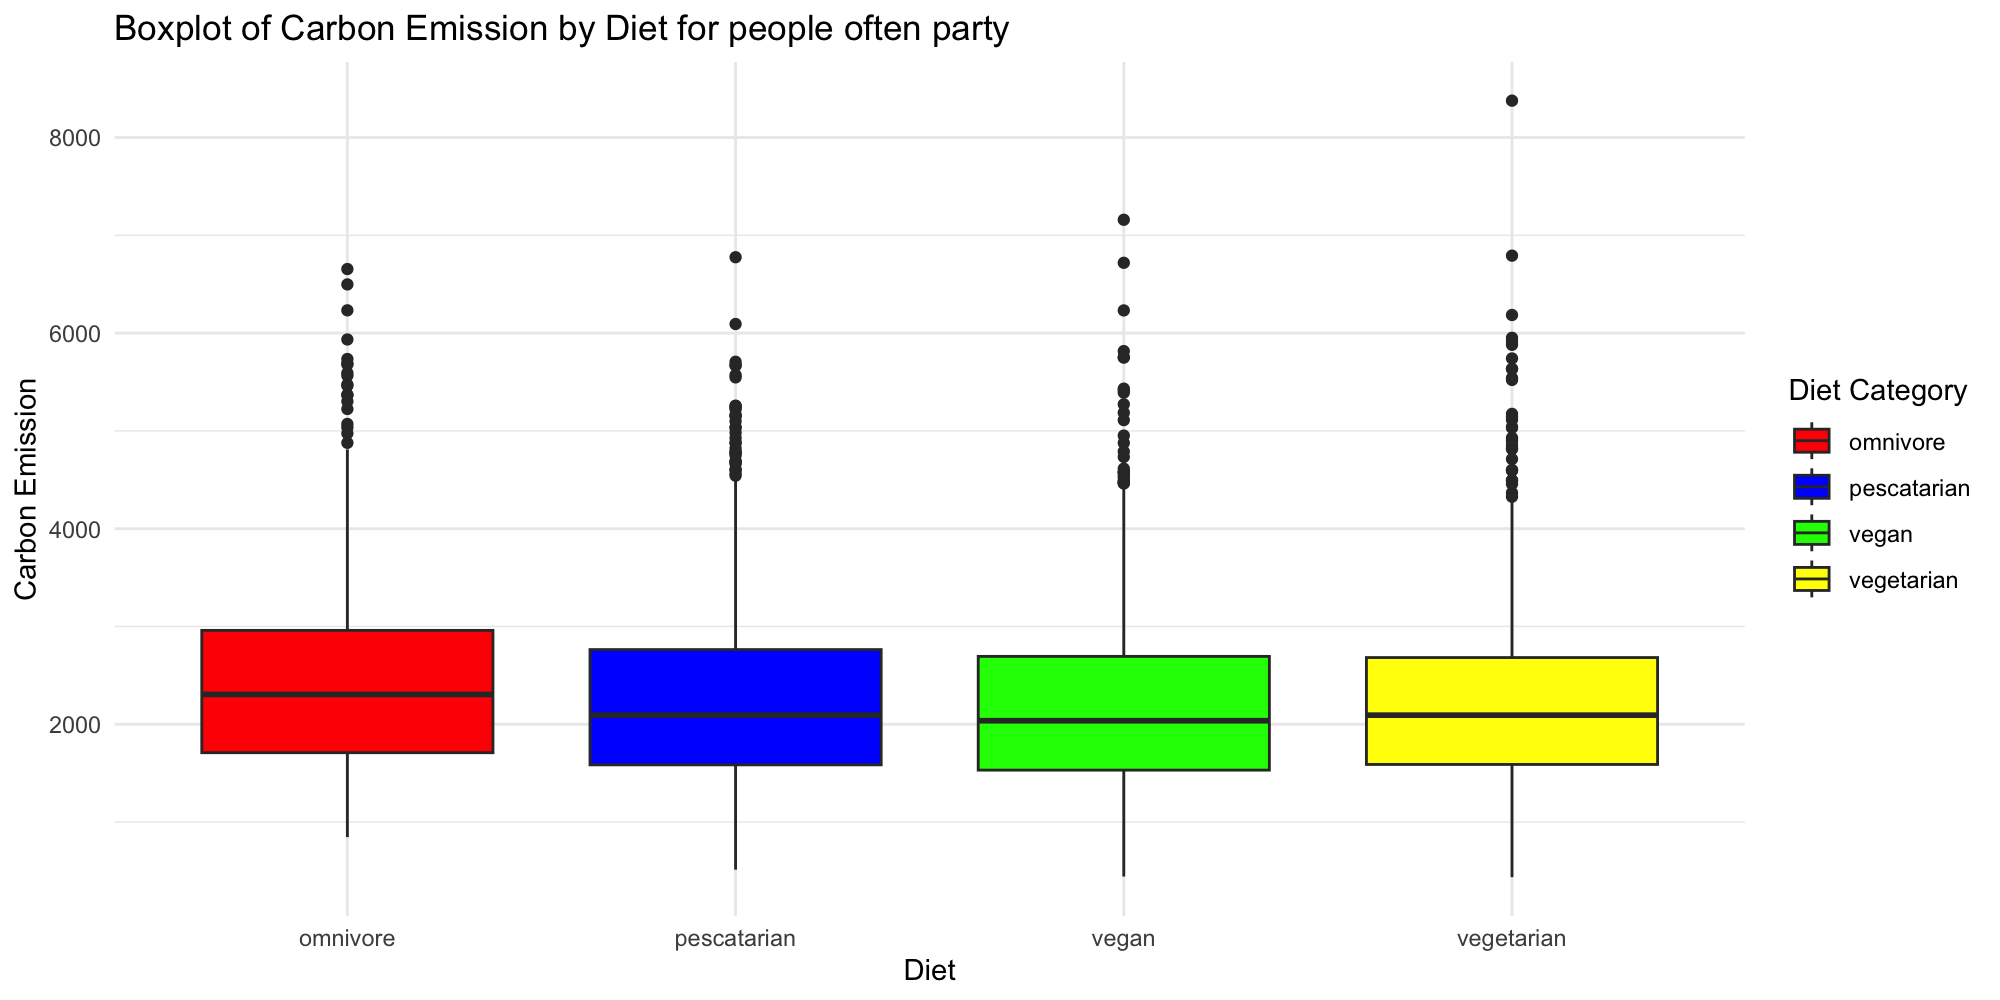 Boxplot of Carbon Emission by Diet for people often party
8000
6000
4000
2000
Carbon Emission
omnivore
pescatarian
vegan
vegetarian
Diet
Diet Category
omnivore
pescatarian
vegan
vegetarian